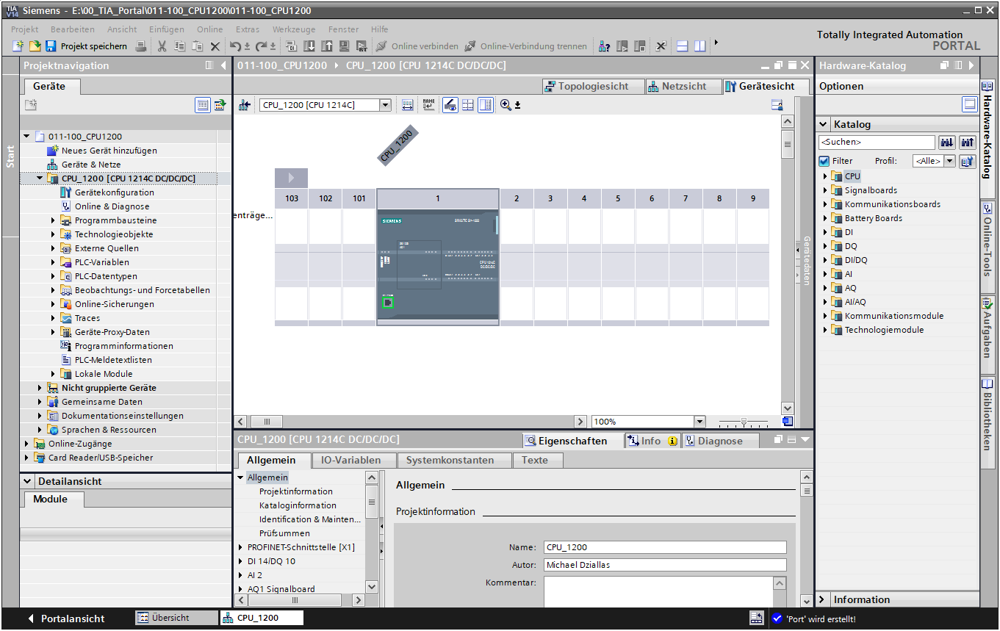 Siemens - E:\00_TIA_Portal\011-100_CPU1200\011-100_CPU1200
Projekt Bearbeiten Ansicht Einfügen Online Extras Werkzeuge Fenster Hilfe
Projekt speichern Online verbinden Online-Verbindung trennen
Totally Integrated Automation
PORTAL
Projektnavigation
Geräte
Start
011-100_CPU1200
Neues Gerät hinzufügen
Geräte & Netze
CPU_1200 [CPU 1214C DC/DC/DC]
Gerätekonfiguration
Online & Diagnose
Programmbausteine
Technologieobjekte
Externe Quellen
PLC-Variablen
PLC-Datentypen
Beobachtungs- und Forcetabellen
Online-Sicherungen
Traces
Geräte-Proxy-Daten
Programminformationen
PLC-Meldetextlisten
Lokale Module
Nicht gruppierte Geräte
Gemeinsame Daten
Dokumentationseinstellungen
Sprachen & Ressourcen
Online-Zugänge
Card Reader/USB-Speicher
Detailansicht
Module
011-100_CPU1200 CPU_1200 [CPU 1214C DC/DC/DC]
Topologiesicht Netzsicht Gerätesicht
CPU_1200 [CPU 1214C]
CPU_1200
103 102 101 1 2 3 4 5 6 7 8 9
enträge...
SIEMENS
Gerätedaten
100%
CPU_1200 [CPU 1214C DC/DC/DC]
Eigenschaften Info Diagnose
Allgemein IO-Variablen Systemkonstanten Texte
Allgemein
Projektinformation
Kataloginformation
Identification & Mainten...
Prüfsummen
PROFINET-Schnittstelle [X1]
DI 14/DQ 10
AI 2
AQ1 Signalboard
Allgemein
Projektinformation
Name: CPU_1200
Autor: Michael Dziallas
Kommentar:
Hardware-Katalog
Optionen
Katalog
<Suchen>
Filter Profil: <Alle>
CPU
Signalboards
Kommunikationsboards
Battery Boards
DI
DQ
DI/DQ
AI
AQ
AI/AQ
Kommunikationsmodule
Technologiemodule
Information
Hardware-Katalog
Online-Tools
Aufgaben
Bibliotheken
Portalansicht Übersicht CPU_1200 'Port' wird erstellt!